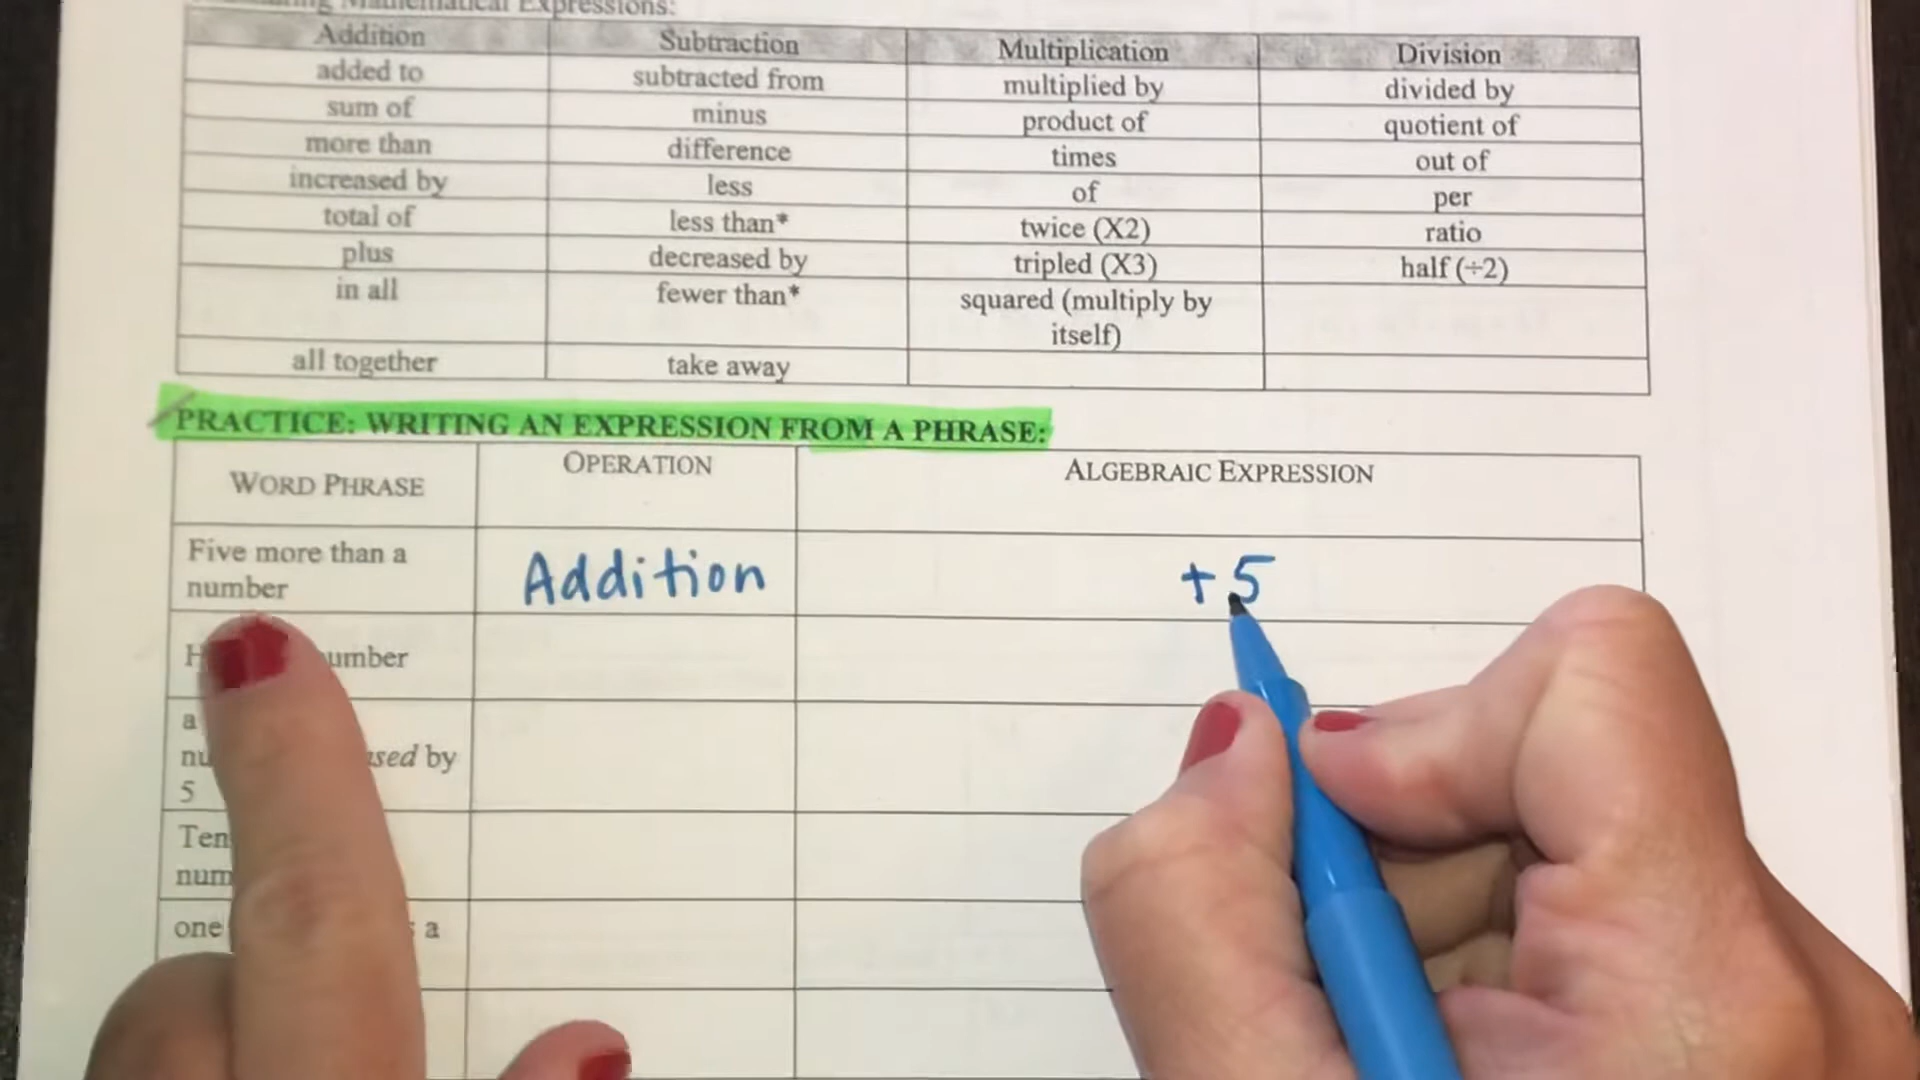 Mathematical Expressions:
Addition Subtraction Multiplication Division
added to subtracted from multiplied by divided by
sum of minus product of quotient of
more than difference times out of
increased by less of per
total of less than* twice (X2) ratio
plus decreased by tripled (X3) half (÷2)
in all fewer than* squared (multiply by
itself)
all together take away
PRACTICE: WRITING AN EXPRESSION FROM A PHRASE:
WORD PHRASE OPERATION ALGEBRAIC EXPRESSION
Five more than a
number
Addition +5
a
by
5
Ten
one a